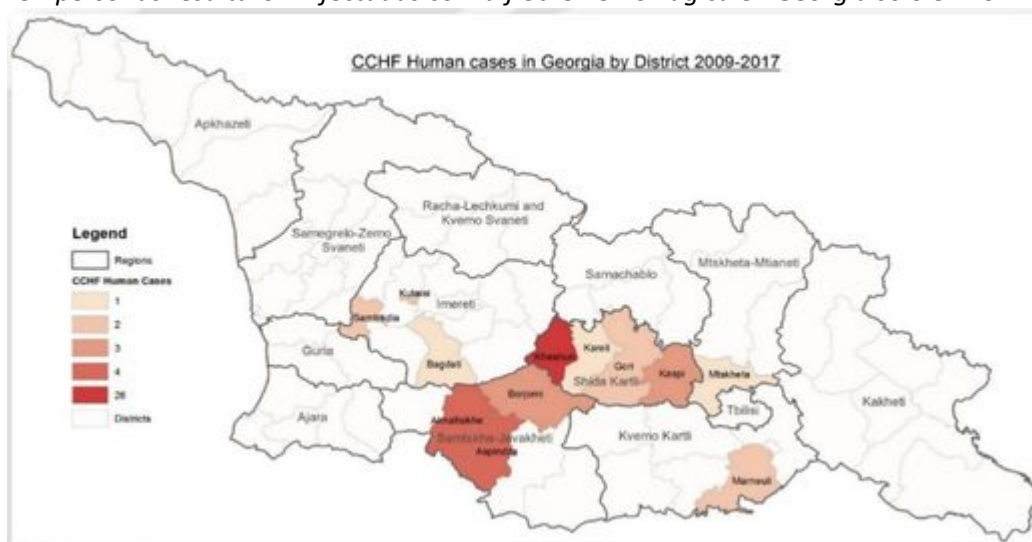 CCHF Human cases in Georgia by District 2009-2017
Apkhazeti
Racha-Lechkumi and
Kvemo Svaneti
Samegrelo-Zemo
Svaneti
Mtskheta-Mtianeti
Samachablo
Legend
Regions
CCHF Human Cases
1
2
3
4
26
Districts
Kutaisi
Imereti
Samtredia
Guria
Bagdati
Khashuri
Kareli
Gori
Shida Kartli
Kaspi
Mtskheta
Borjomi
Tbilisi
Kakheti
Ajara
Akhaltsikhe
Samtskhe-Javakheti
Aspindza
Kvemo Kartli
Marneuli